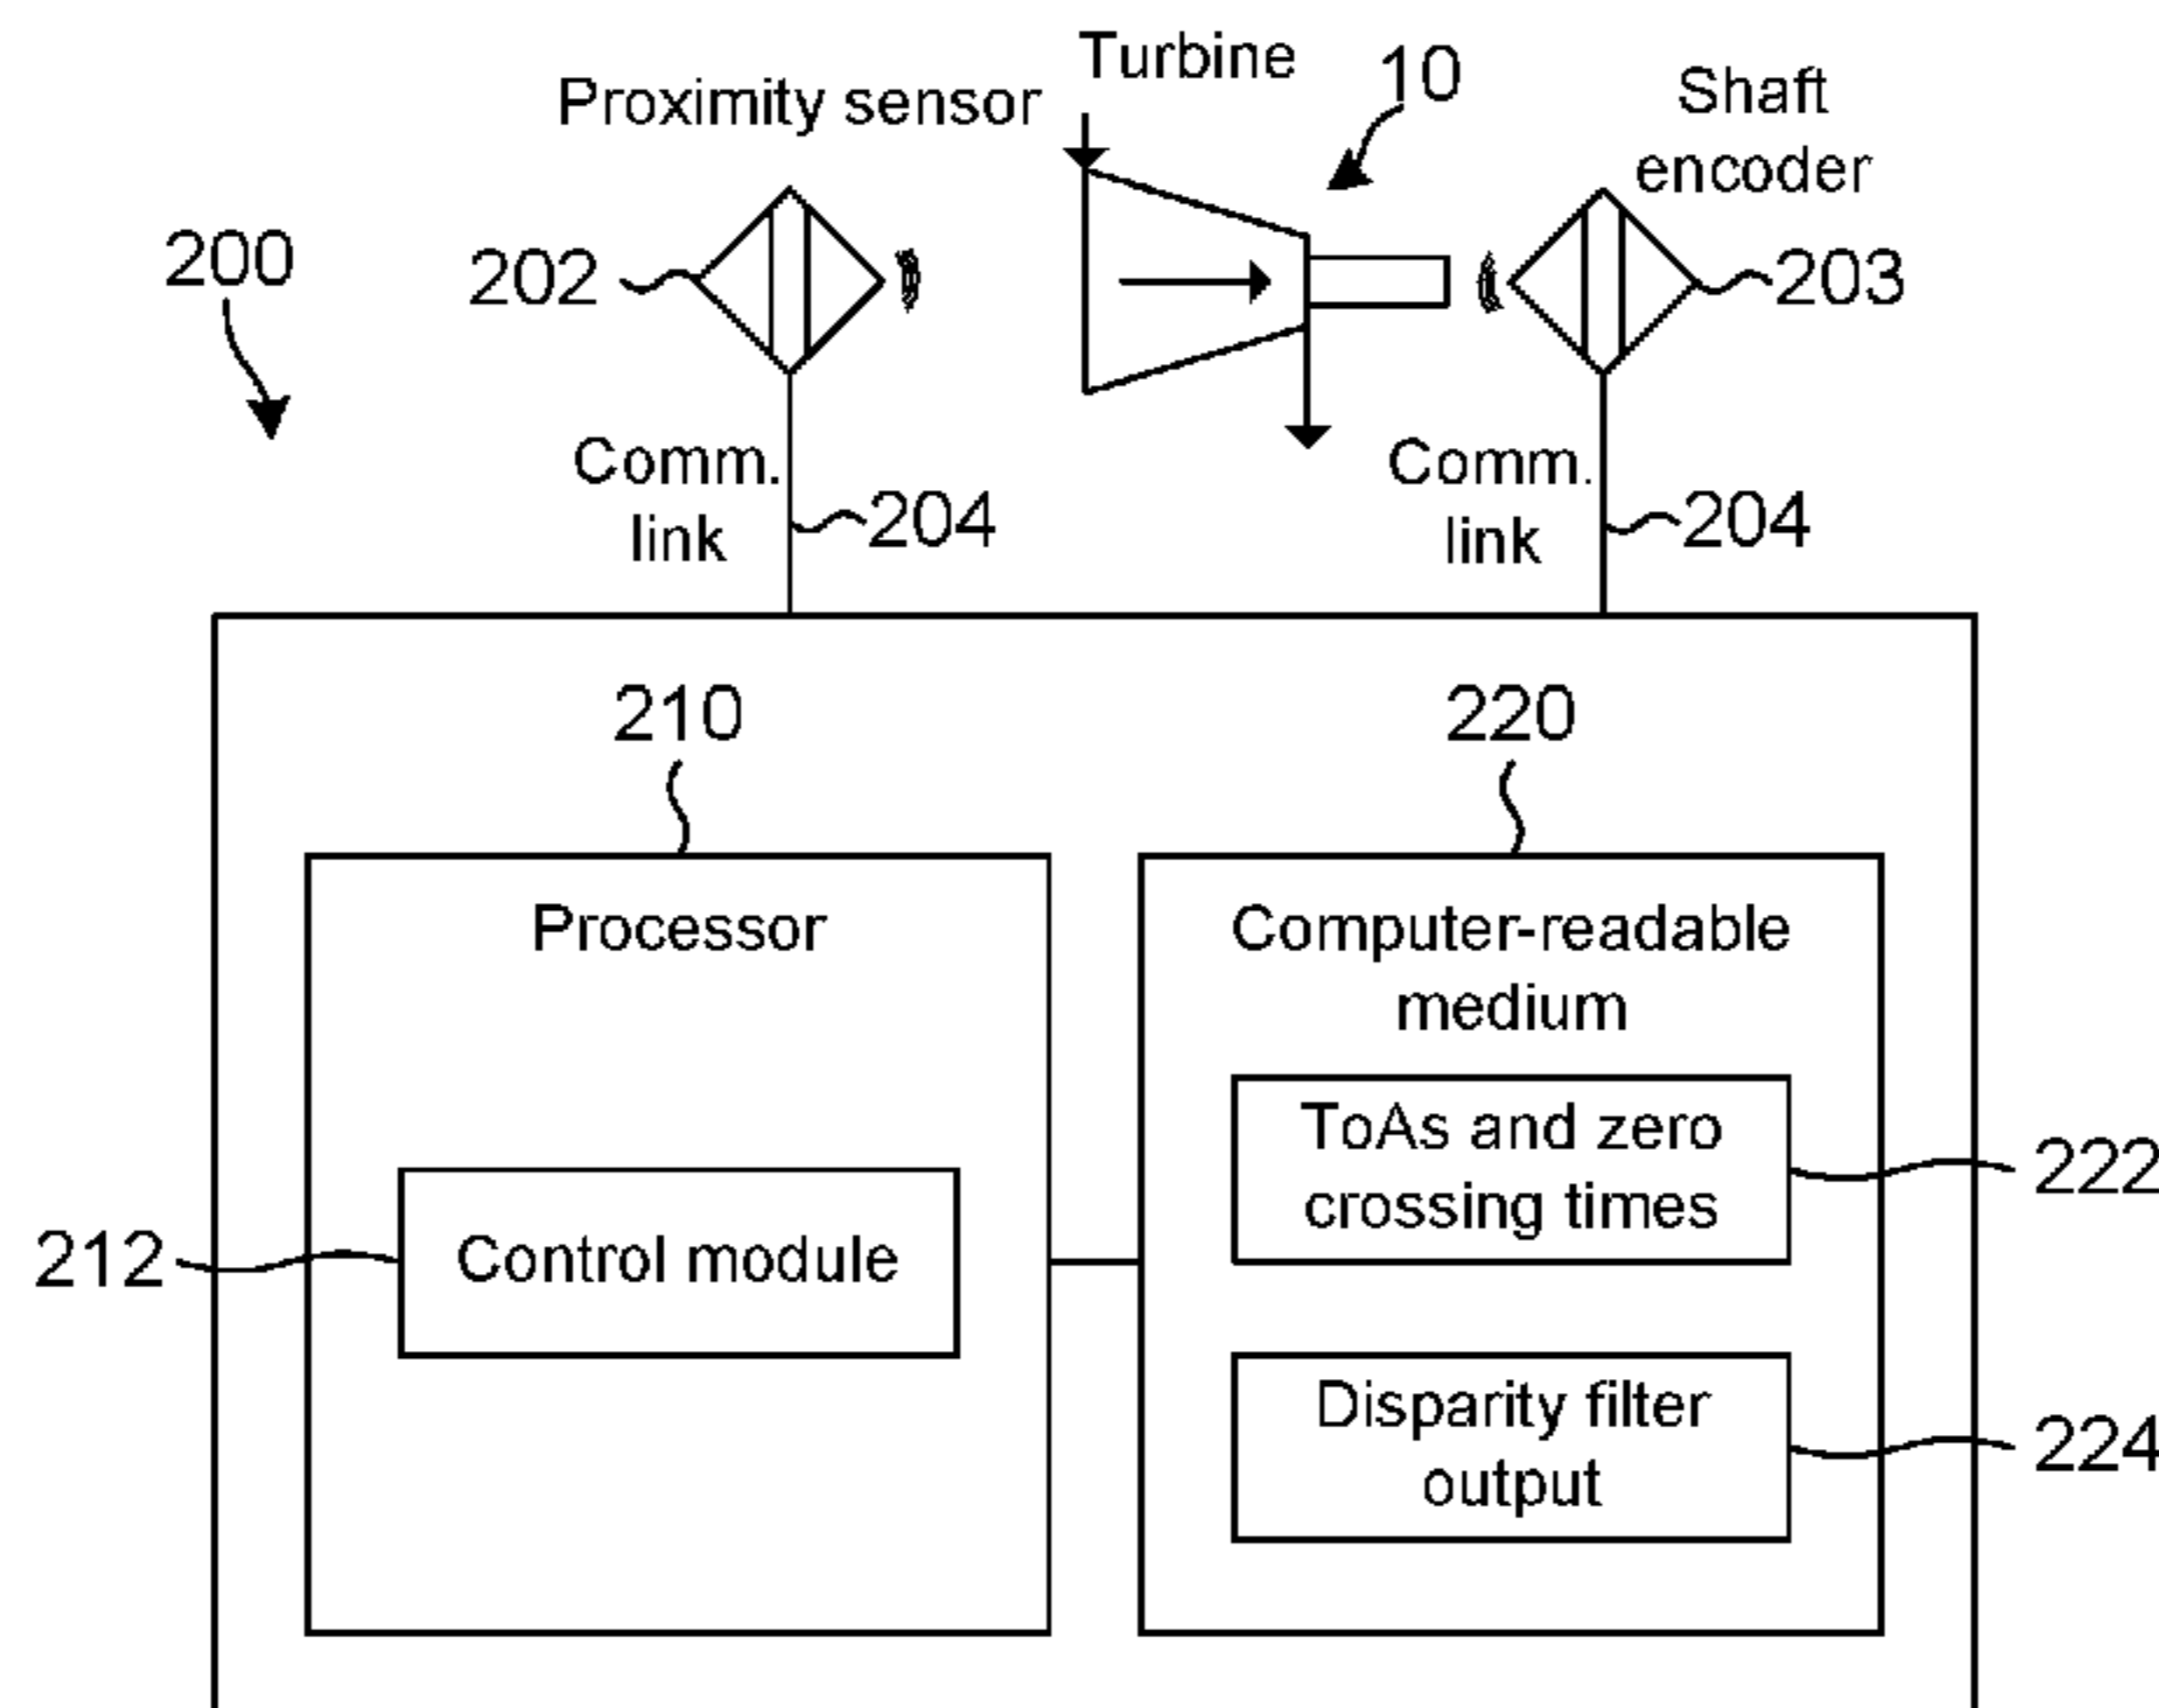 Turbine
10
Proximity sensor
Shaft
encoder
200
202
203
Comm.
link
204
Comm.
link
204
210
220
Processor
Computer-readable
medium
ToAs and zero
crossing times
222
212
Control module
Disparity filter
output
224